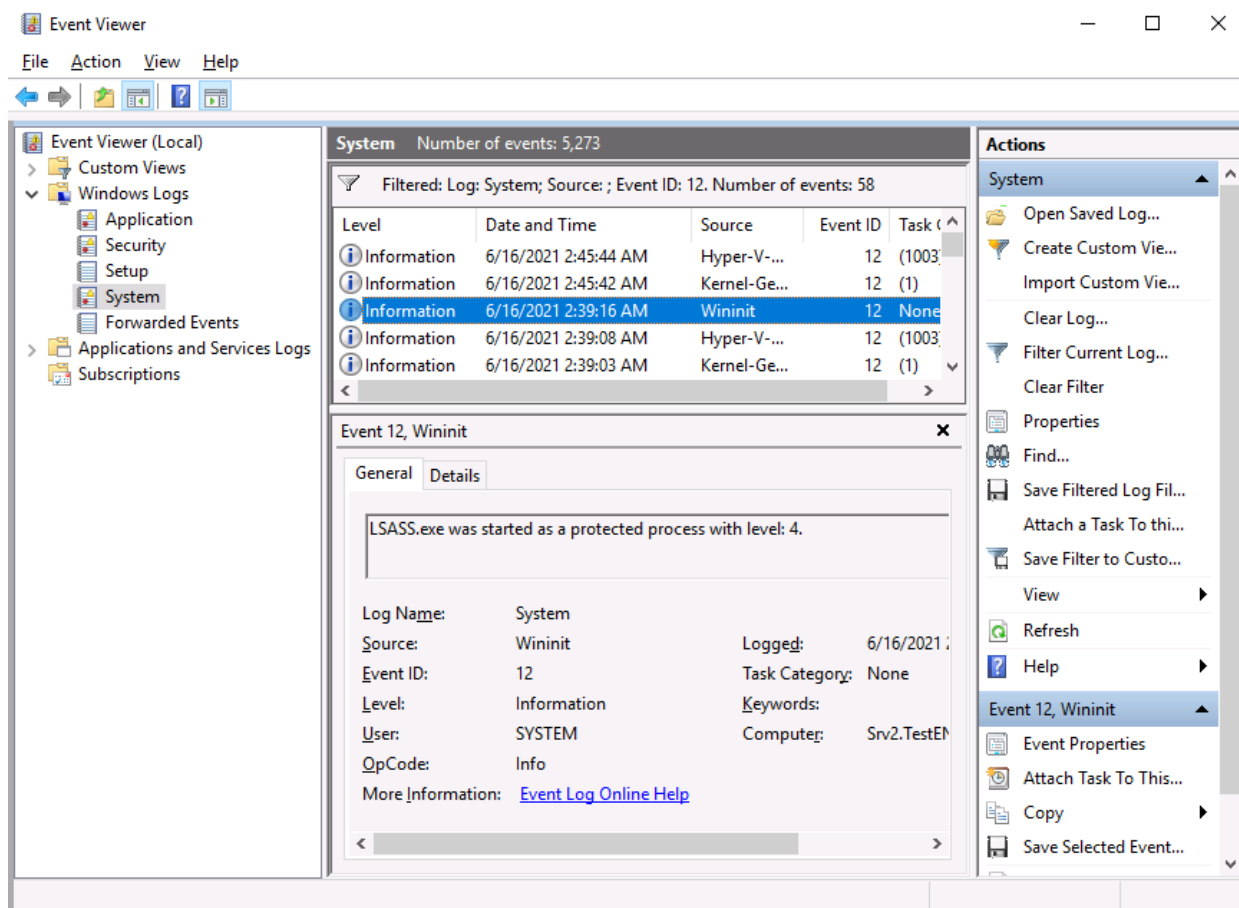 Event Viewer
File Action View Help
Event Viewer (Local)
Custom Views
Windows Logs
Application
Security
Setup
System
Forwarded Events
Applications and Services Logs
Subscriptions
System Number of events: 5,273
Filtered: Log: System; Source: ; Event ID: 12. Number of events: 58
Level Date and Time Source Event ID Task C
Information 6/16/2021 2:45:44 AM Hyper-V-... 12 (1003)
Information 6/16/2021 2:45:42 AM Kernel-Ge... 12 (1)
Information 6/16/2021 2:39:16 AM Wininit 12 None
Information 6/16/2021 2:39:08 AM Hyper-V-... 12 (1003)
Information 6/16/2021 2:39:03 AM Kernel-Ge... 12 (1)
Event 12, Wininit
General Details
LSASS.exe was started as a protected process with level: 4.
Log Name: System
Source: Wininit Logged: 6/16/2021
Event ID: 12 Task Category: None
Level: Information Keywords:
User: SYSTEM Computer: Srv2.TestEN
OpCode: Info
More Information: Event Log Online Help
Actions
System
Open Saved Log...
Create Custom Vie...
Import Custom Vie...
Clear Log...
Filter Current Log...
Clear Filter
Properties
Find...
Save Filtered Log Fil...
Attach a Task To thi...
Save Filter to Custo...
View
Refresh
Help
Event 12, Wininit
Event Properties
Attach Task To This...
Copy
Save Selected Event...